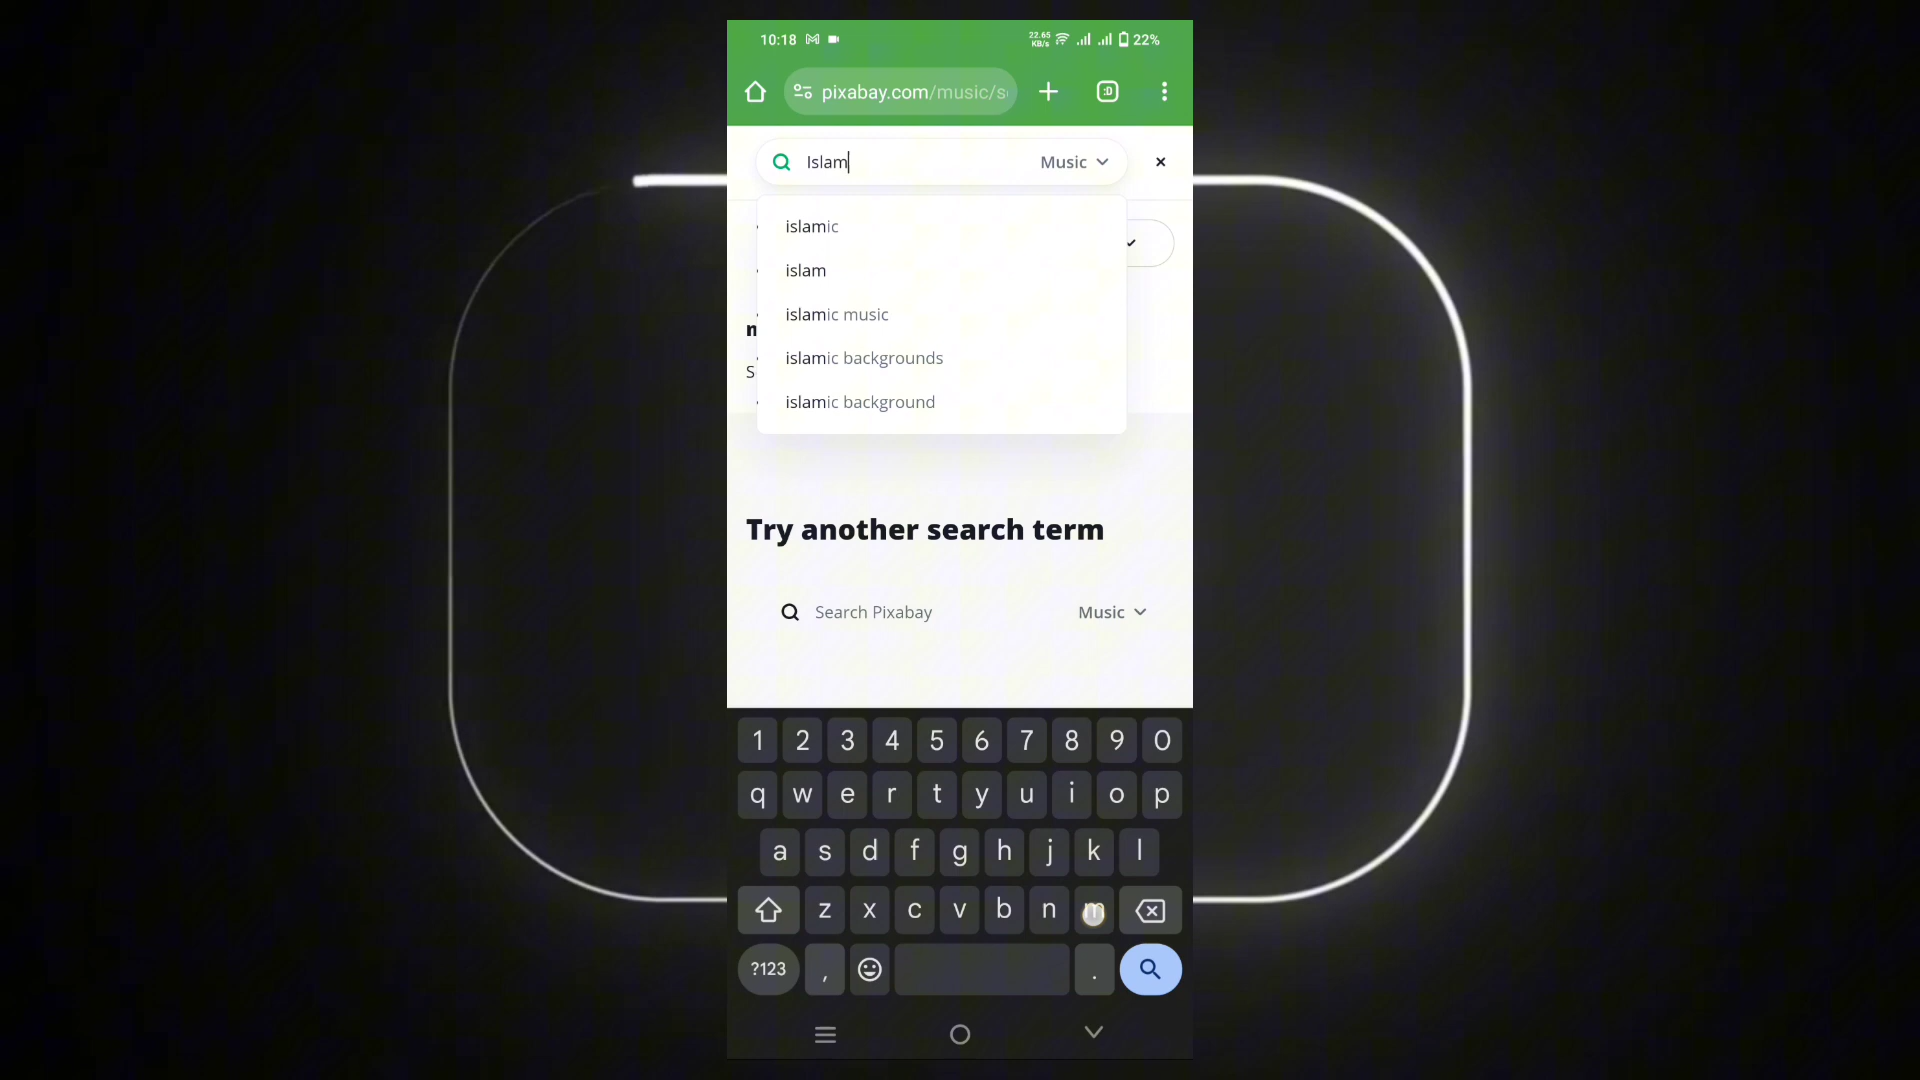 10:18 22.65 KB/s 22%
pixabay.com/music/s
:D
Islam Music
islamic
islam
islamic music
islamic backgrounds
islamic background
Try another search term
Search Pixabay Music
1 2 3 4 5 6 7 8 9 0
q w e r t y u i o p
a s d f g h j k l
z x c v b n m
?123 , .